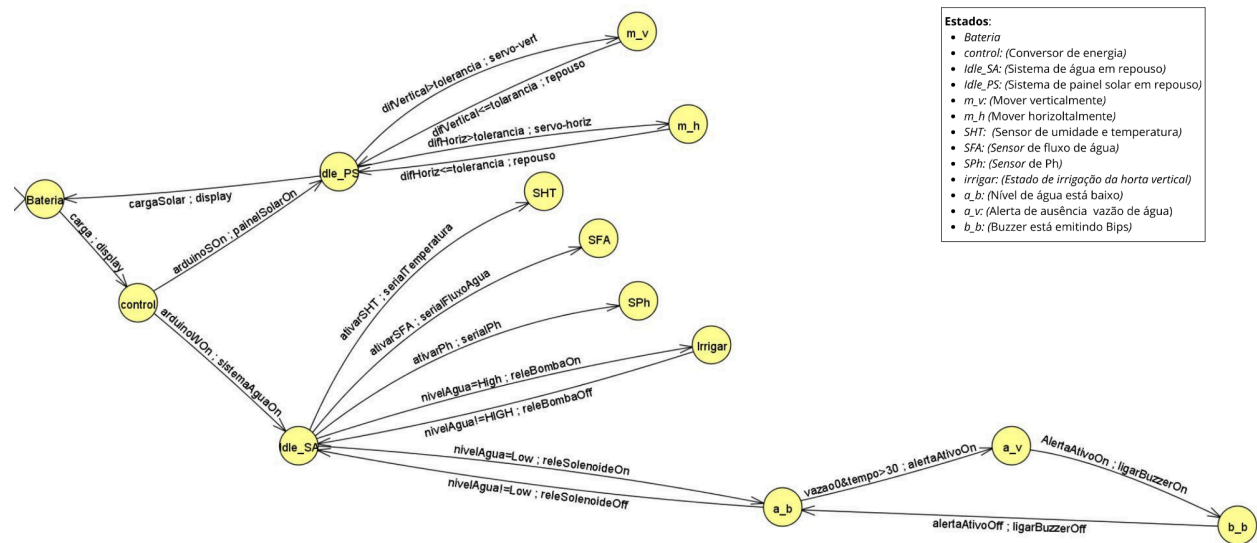 m_v
difVertical>tolerancia ; servo-vert
difVertical<=tolarancia ; repouso
m_h
difHoriz>tolerancia ; servo-horiz
difHoriz<=tolerancia ; repouso
dle_PS
Bateria
cargaSolar ; display
carga ; display
arduinoSOn ; painelSolarOn
control
arduinoWOn ; sistemaAguaOn
SHT
ativarSHT ; serialTemperatura
SFA
ativarSFA ; serialFluxoAgua
SPh
ativarPh ; serialPh
Irrigar
nivelAgua=High ; releBombaOn
nivelAgua!=HIGH ; releBombaOff
Idle_SA
nivelAgua=Low ; releSolenoideOn
nivelAgua!=Low ; releSolenoideOff
a_b
vazao0&tempo>30 ; alertaAtivoOn
a_v
AlertaAtivoOn ; ligarBuzzerOn
alertaAtivoOff ; ligarBuzzerOff
b_b
Estados:
• Bateria
• control: (Conversor de energia)
• Idle_SA: (Sistema de água em repouso)
• Idle_PS: (Sistema de painel solar em repouso)
• m_v: (Mover verticalmente)
• m_h: (Mover horizoltalmente)
• SHT: (Sensor de umidade e temperatura)
• SFA: (Sensor de fluxo de água)
• SPh: (Sensor de Ph)
• irrigar: (Estado de irrigação da horta vertical)
• a_b: (Nível de água está baixo)
• a_v: (Alerta de ausência vazão de água)
• b_b: (Buzzer está emitindo Bips)